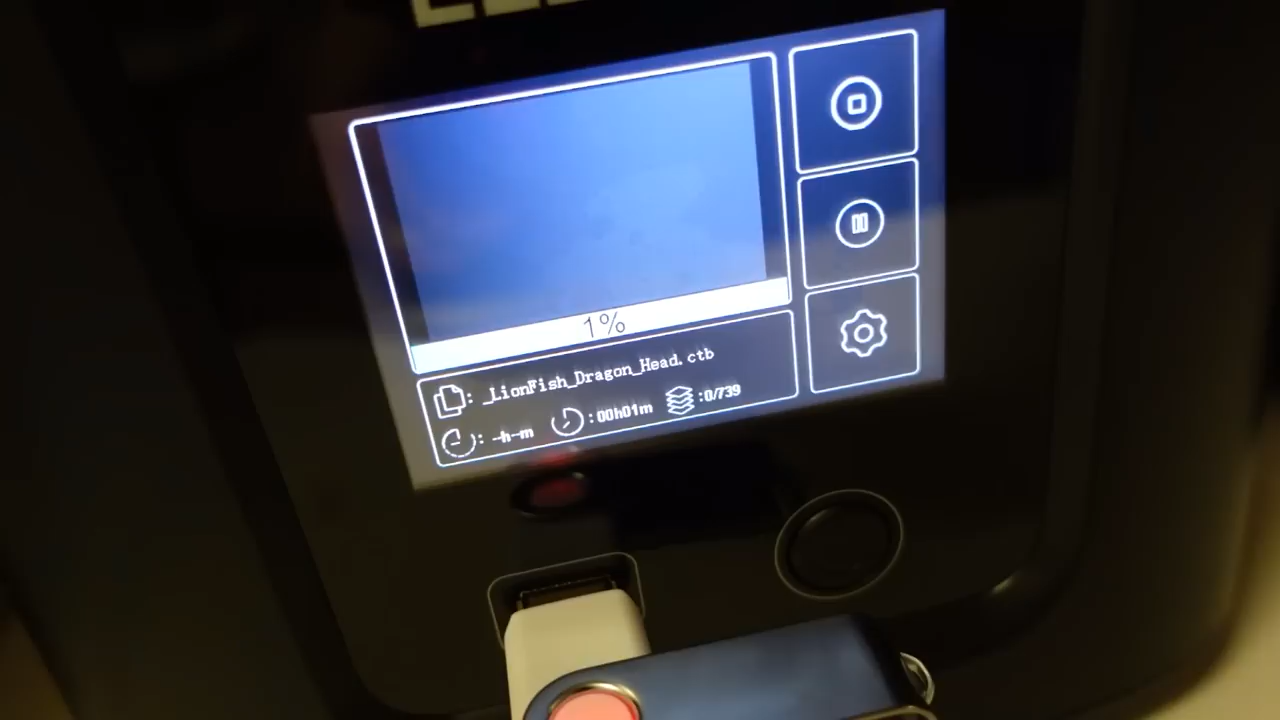 1%
: _LionFish_Dragon_Head.ctb
: --h--m :00h01m :0/739